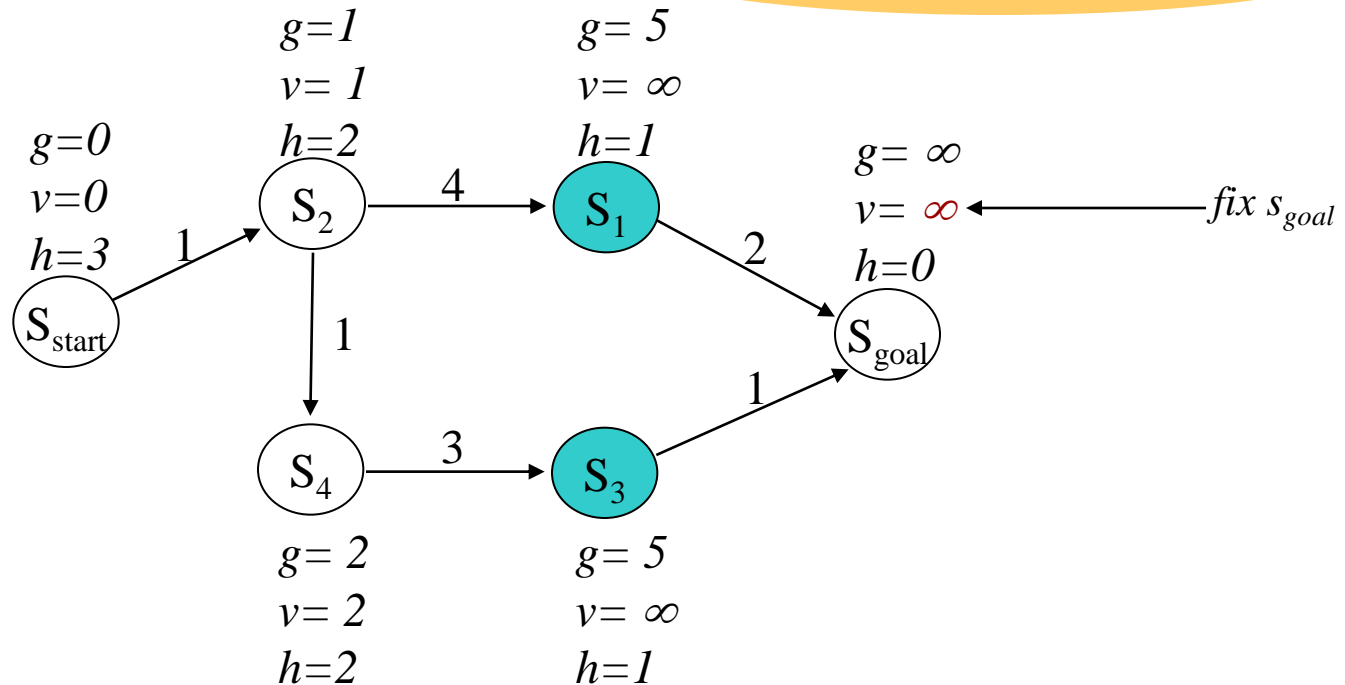 g=1
v= 1
h=2
g= 5
v= ∞
h=1
g=0
v=0
h=3
g= ∞
v= ∞
h=0
fix s_goal
1
4
2
1
3
1
S_start
S_2
S_1
S_goal
S_4
S_3
g= 2
v= 2
h=2
g= 5
v= ∞
h=1